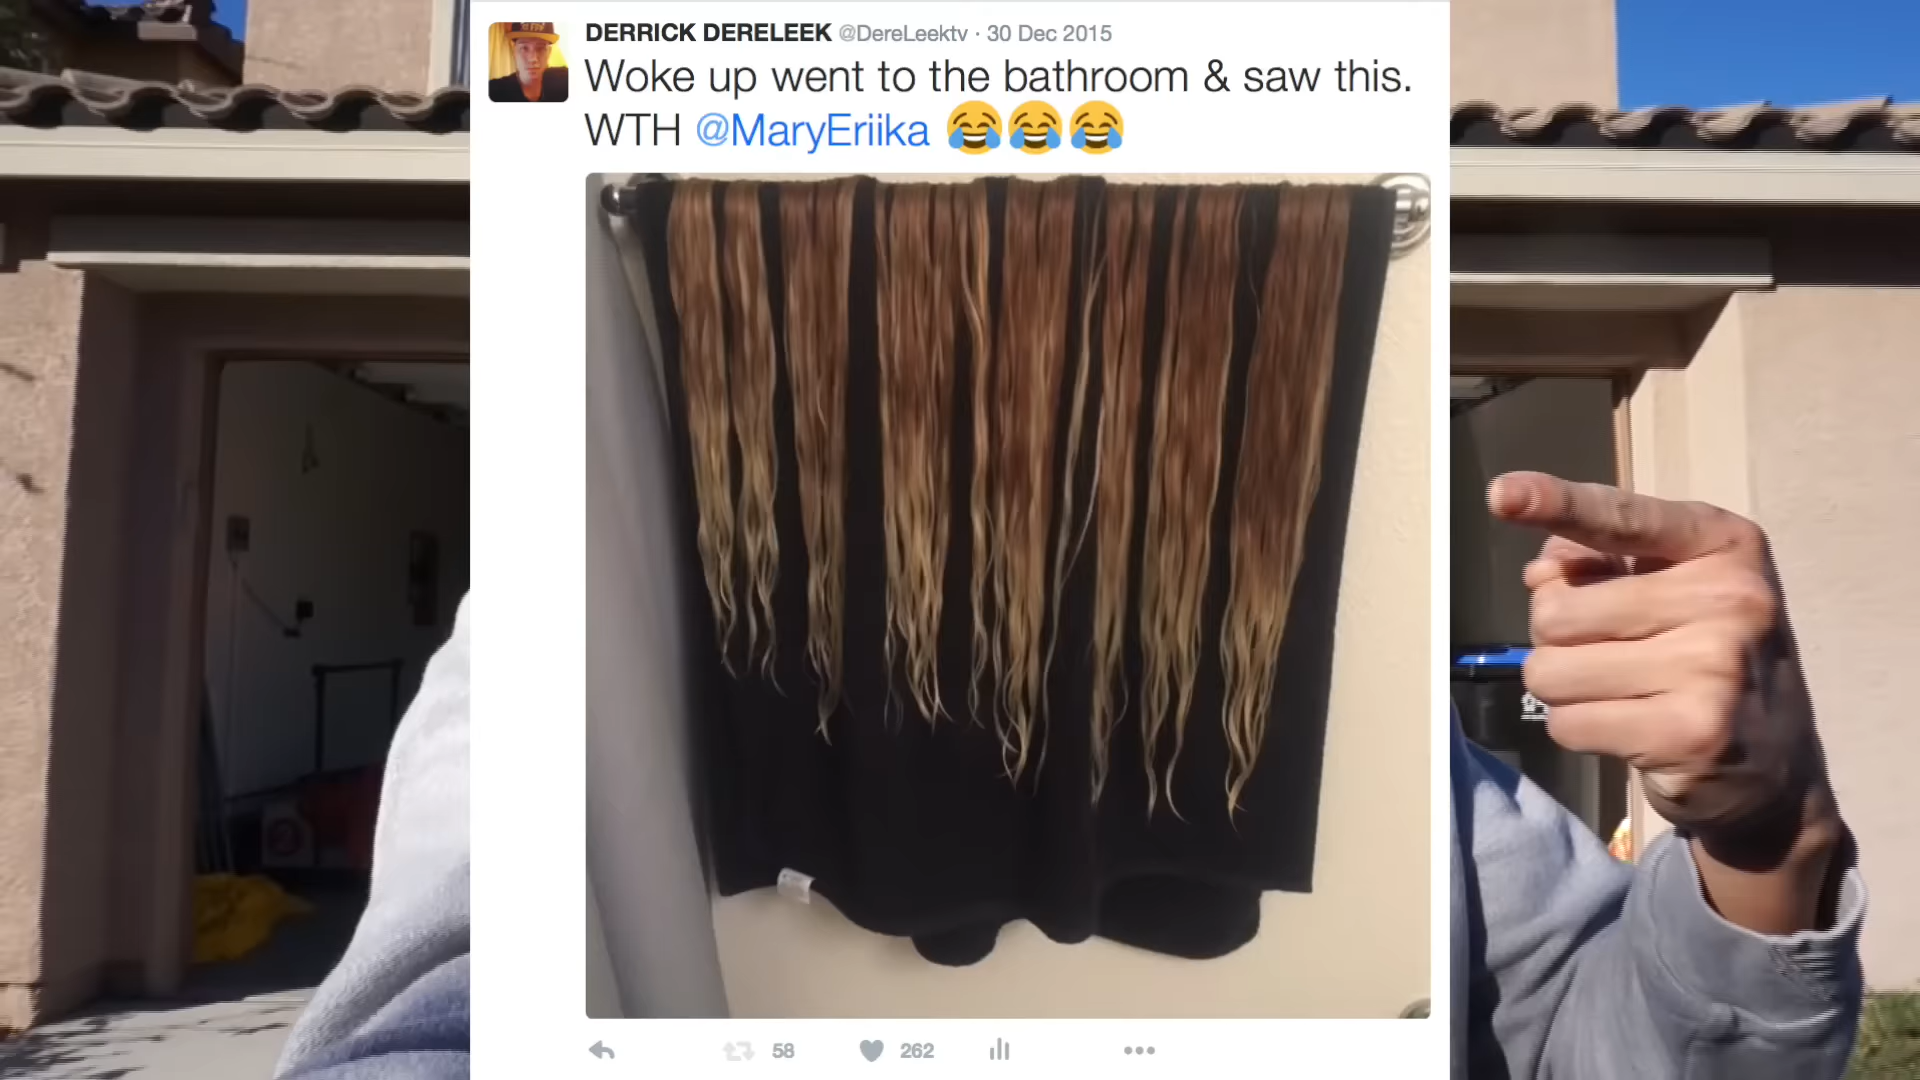 DERRICK DERELEEK @DereLeektv · 30 Dec 2015
Woke up went to the bathroom & saw this.
WTH @MaryEriika 😂😂😂
58 262